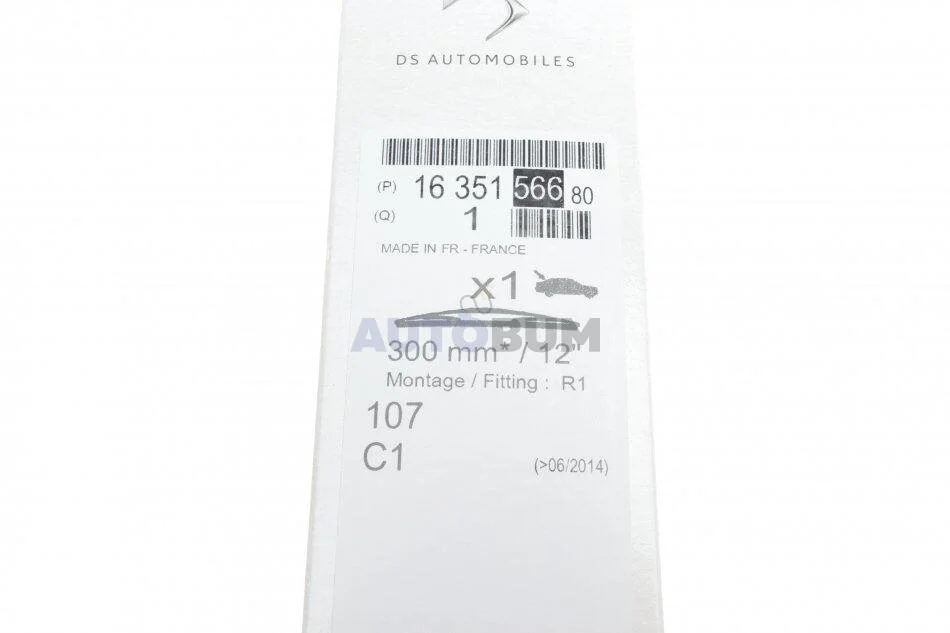 DS AUTOMOBILES
(P) 16 351 566 80
(Q) 1
MADE IN FR - FRANCE
x1
AUTOBUM
300 mm* / 12"
Montage / Fitting : R1
107
C1 (>06/2014)